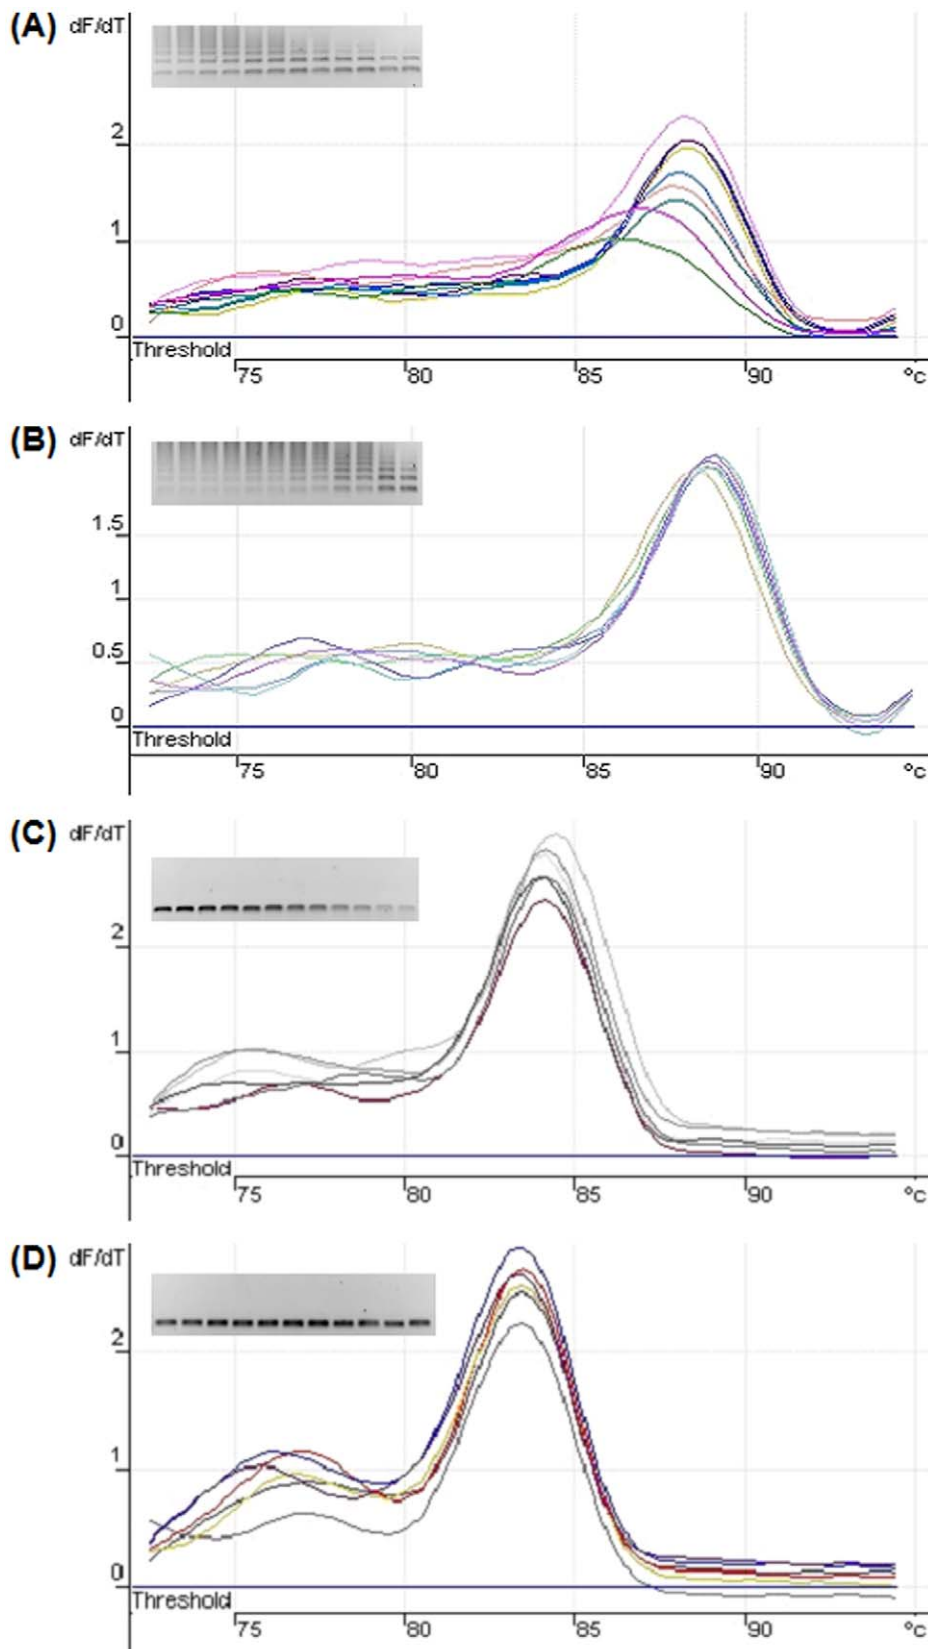 (A) dF/dT
2
1
0
Threshold
75 80 85 90 °c
(B) dF/dT
1.5
1
0.5
0
Threshold
75 80 85 90 °c
(C) dF/dT
2
1
0
Threshold
75 80 85 90 °c
(D) dF/dT
2
1
0
Threshold
75 80 85 90 °c